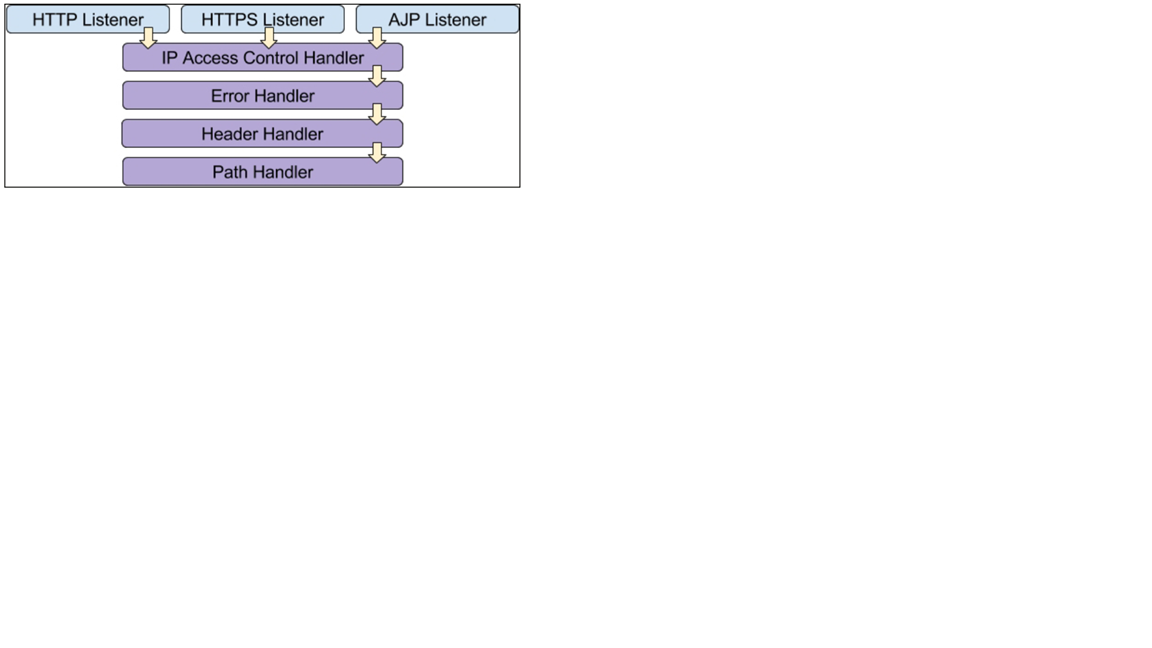 HTTP Listener
HTTPS Listener
AJP Listener
IP Access Control Handler
Error Handler
Header Handler
Path Handler